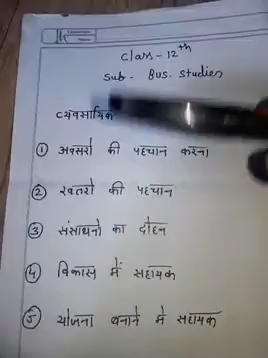 Class - 12th
Sub - Bus. Studies
व्यवसायिक
① अवसरो की पहचान करना
② खतरो की पहचान
③ संसाधनो का दोहन
④ विकास में सहायक
⑤ योजना बनाने में सहायक